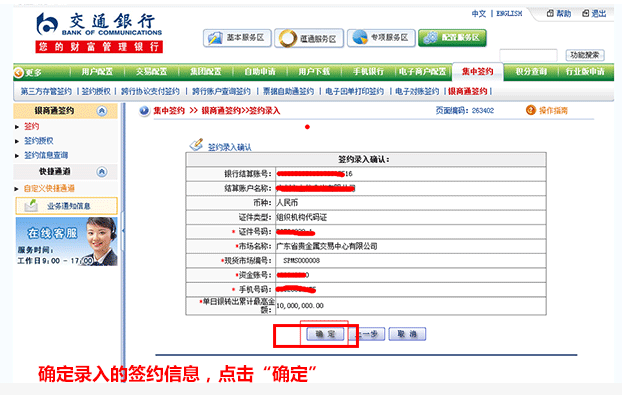 中文 | ENGLISH 帮助 退出
交通银行
BANK OF COMMUNICATIONS
您的财富管理银行
基本服务区 蕴通服务区 专项服务区 配置服务区
功能搜索
更多 用户配置 交易配置 集团配置 自助申请 用户下载 手机银行 电子商户配置 集中签约 积分查询 行业版申请
第三方存管签约 | 签约授权 | 跨行协议支付签约 | 跨行账户查询签约 | 票据自助通签约 | 电子回单打印签约 | 电子对账签约 | 银商通签约 |
银商通签约
签约
签约授权
签约信息查询
快捷通道
自定义快捷通道
业务通知信息
在线客服
服务时间:
工作日9:00 - 17:00
集中签约 >> 银商通签约>>签约录入 页面编码: 263402 操作指南
签约录入确认
签约录入确认:
银行结算账号: 516
结算账户名称:
币种: 人民币
证件类型: 组织机构代码证
* 证件号码:
*市场名称: 广东省贵金属交易中心有限公司
*现货市场编号: SPMS000008
*资金账号:
* 手机号码:
*单日银转出累计最高金额: 10,000,000.00
确 定 上一步 取 消
确定录入的签约信息，点击“确定”